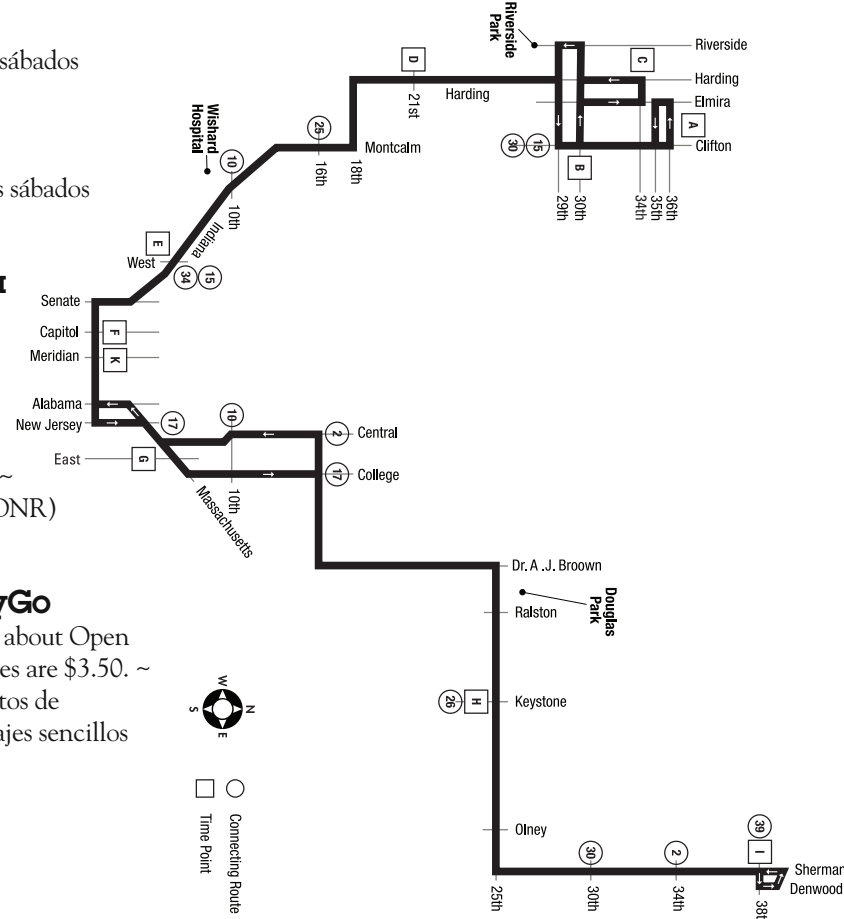 sábados
s sábados
~
ONR)
yGo
about Open
es are $3.50. ~
tos de
ajes sencillos
Riverside
Park
Riverside
D
C
Harding
Harding
21st
Elmira
A
Wishard
Hospital
25
Montcalm
30
15
Clifton
10
16th
18th
B
29th
30th
34th
35th
36th
10th
Indiana
E
West
34
15
Senate
Capitol
F
Meridian
K
Alabama
New Jersey
17
10
2
Central
East
G
17
College
10th
Massachusetts
Dr. A .J. Broown
Douglas
Park
Ralston
W
N
S
E
26
H
Keystone
Connecting Route
Time Point
Olney
39
30
2
I
Sherman
Denwood
25th
30th
34th
38t